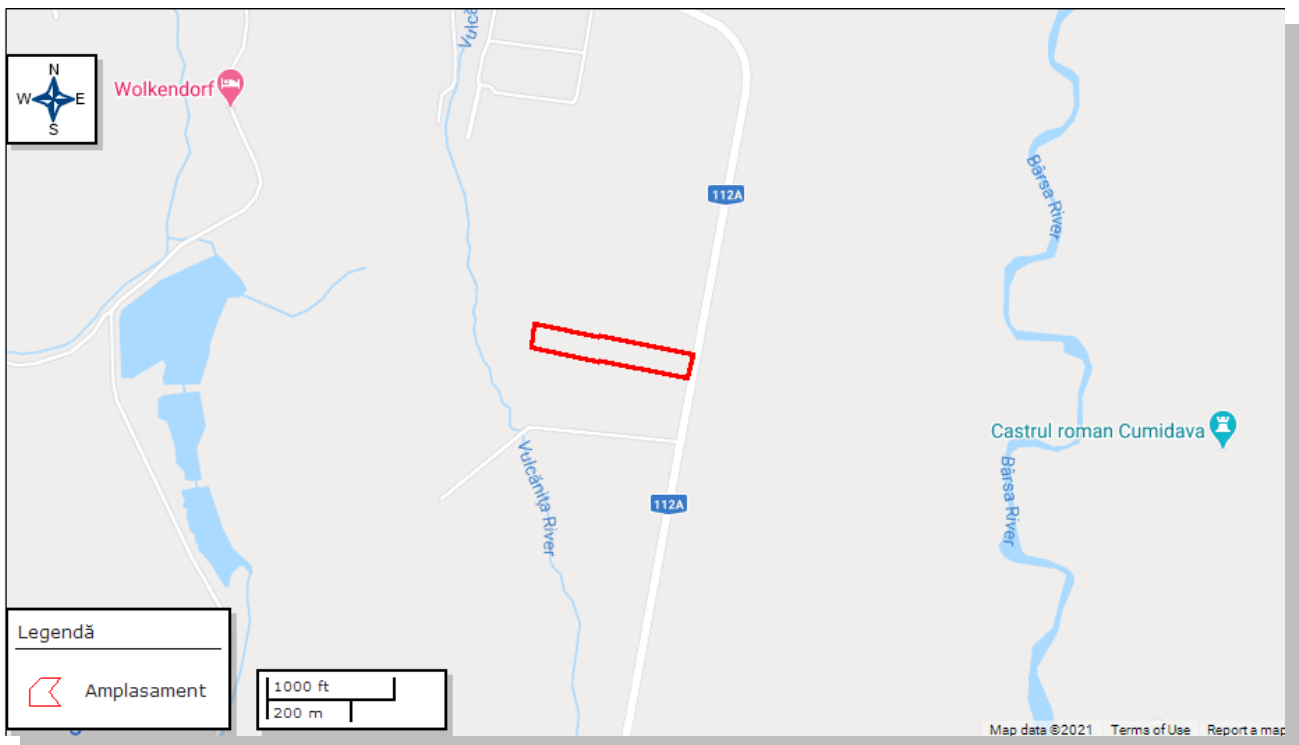 Vulcă
N
W E
S
Wolkendorf
112A
Bârsa River
Castrul roman Cumidava
Vulcănița River
Bârsa River
112A
Legendă
Amplasament
1000 ft
200 m
Map data ©2021 Terms of Use Report a map